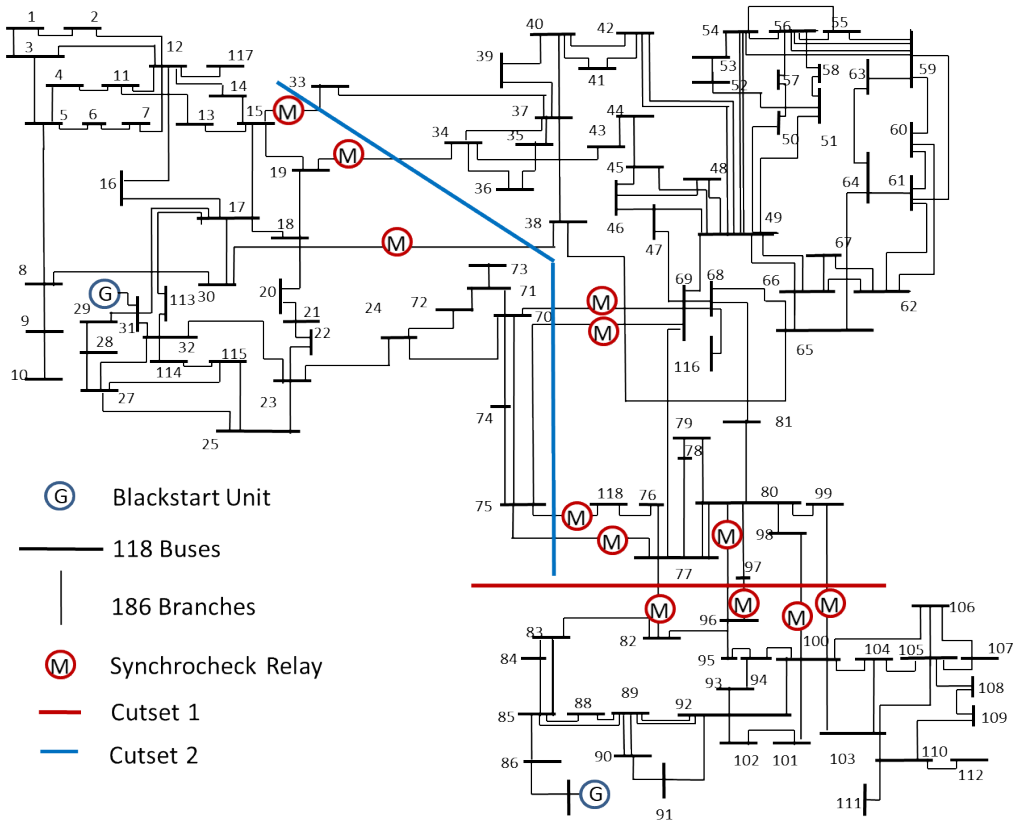 1 2 40 42 54 56 55
3 12 117
39 41 53 57 58 63 59
4 11 14 33 52
5 6 7 13 15 M 37 44 50 51 60
34 35 43
M 45 48 64 61
16 19 36
17 18 38 46 47 49
M 67
8 30 73 69 68 66 62
G 113 20 72 71 M
29 31 24 70 M
28 32 21 22 116 65
9 114 115
10 27 23
25 74 79 81
78
G Blackstart Unit
75 118 76 80 99
M M 98
118 Buses
M 77 97
186 Branches
M M M M
96 106
M Synchrocheck Relay
83 82 100 104 105 107
84 95 94 93 108
Cutset 1
85 88 89 92 109
Cutset 2
86 90 102 101 103 110 112
G 91 111